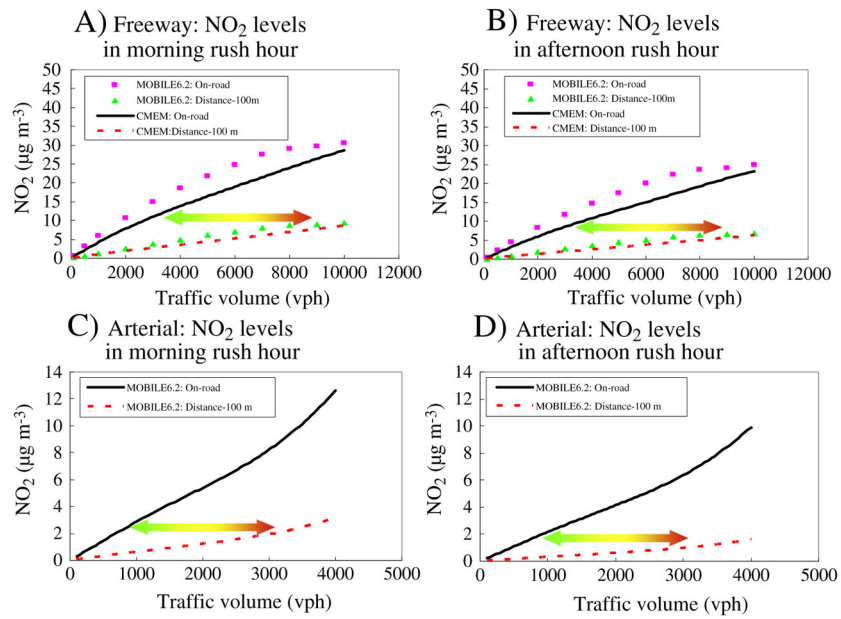 A) Freeway: NO2 levels
in morning rush hour
MOBILE6.2: On-road
MOBILE6.2: Distance-100m
CMEM: On-road
CMEM:Distance-100 m
NO2 (μg m-3)
50
45
40
35
30
25
20
15
10
5
0
0 2000 4000 6000 8000 10000 12000
Traffic volume (vph)
B) Freeway: NO2 levels
in afternoon rush hour
MOBILE6.2: On-road
MOBILE6.2: Distance-100m
CMEM: On-road
CMEM: Distance-100 m
NO2 (μg m-3)
50
45
40
35
30
25
20
15
10
5
0
0 2000 4000 6000 8000 10000 12000
Traffic volume (vph)
C) Arterial: NO2 levels
in morning rush hour
MOBILE6.2: On-road
MOBILE6.2: Distance-100 m
NO2 (μg m-3)
14
12
10
8
6
4
2
0
0 1000 2000 3000 4000 5000
Traffic volume (vph)
D) Arterial: NO2 levels
in afternoon rush hour
MOBILE6.2: On-road
MOBILE6.2: Distance-100 m
NO2 (μg m-3)
14
12
10
8
6
4
2
0
0 1000 2000 3000 4000 5000
Traffic volume (vph)